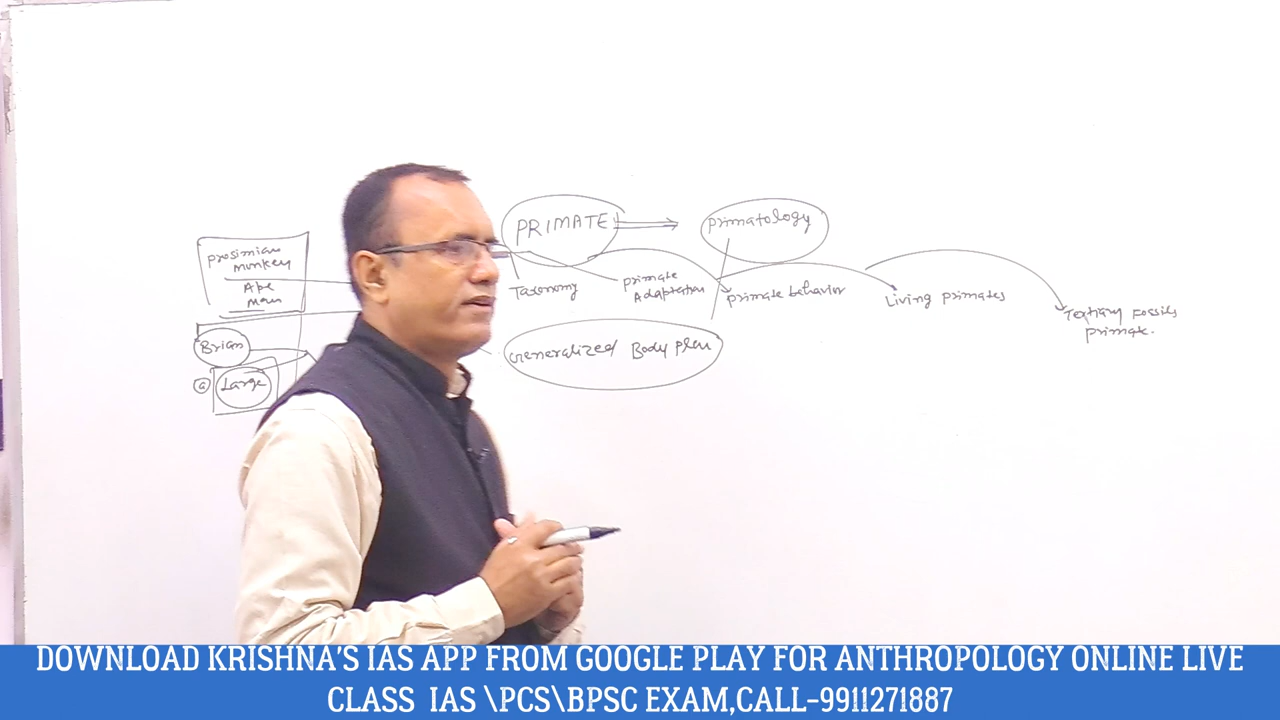 PRIMATE
primatology
prosimian
monkey
Ape
Man
Taxonomy
primate
Adaptation
primate behavior
Living primates
Tertiary Fossils
primate.
Brian
Generalized Body plan
a Large
DOWNLOAD KRISHNA'S IAS APP FROM GOOGLE PLAY FOR ANTHROPOLOGY ONLINE LIVE
CLASS IAS \PCS\BPSC EXAM,CALL-9911271887